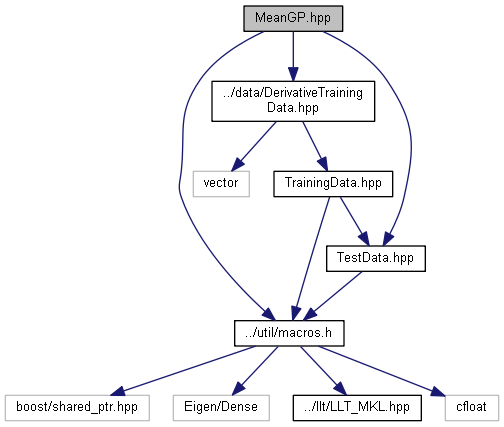 MeanGP.hpp
../data/DerivativeTraining
Data.hpp
vector
TrainingData.hpp
TestData.hpp
../util/macros.h
boost/shared_ptr.hpp
Eigen/Dense
../llt/LLT_MKL.hpp
cfloat